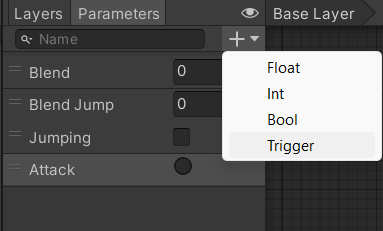 Layers Parameters Base Layer
Name
Float
Blend 0
Int
Blend Jump 0
Bool
Jumping
Trigger
Attack